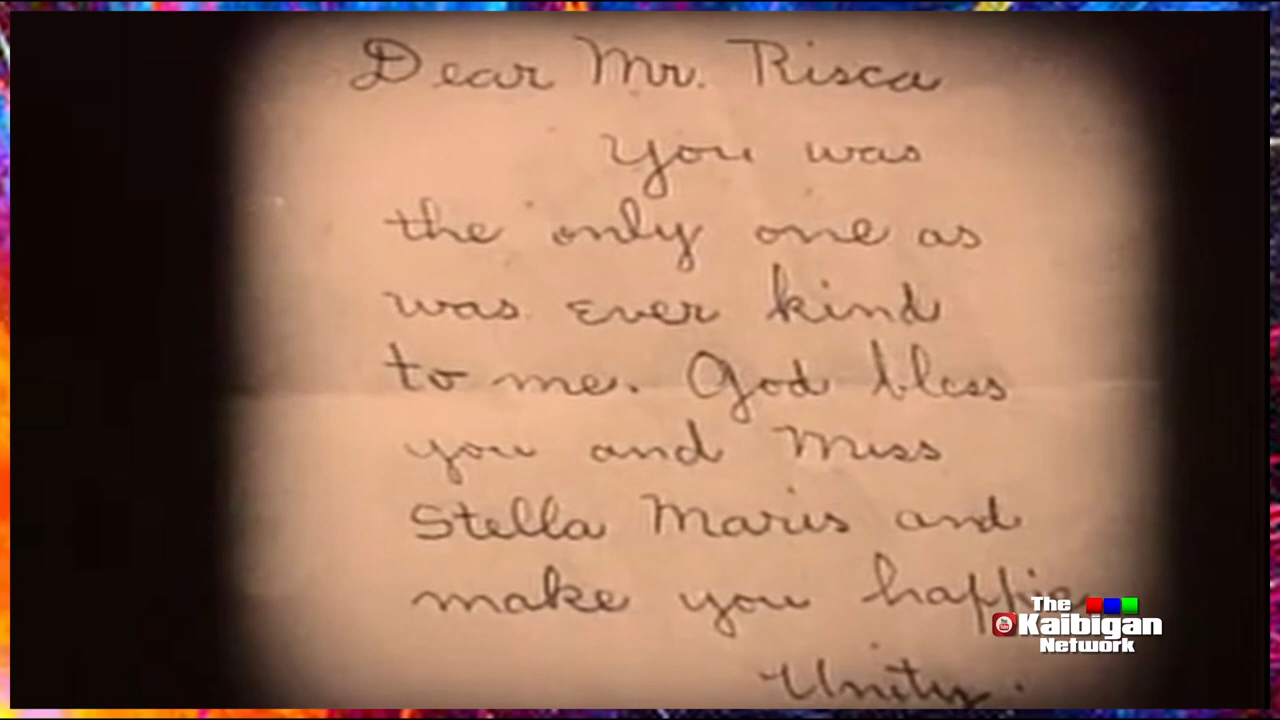 Dear Mr. Risca
You was
the only one as
was ever kind
to me. God bless
you and Miss
Stella Maris and
make you happie
Unity.
The
Kaibigan
Network